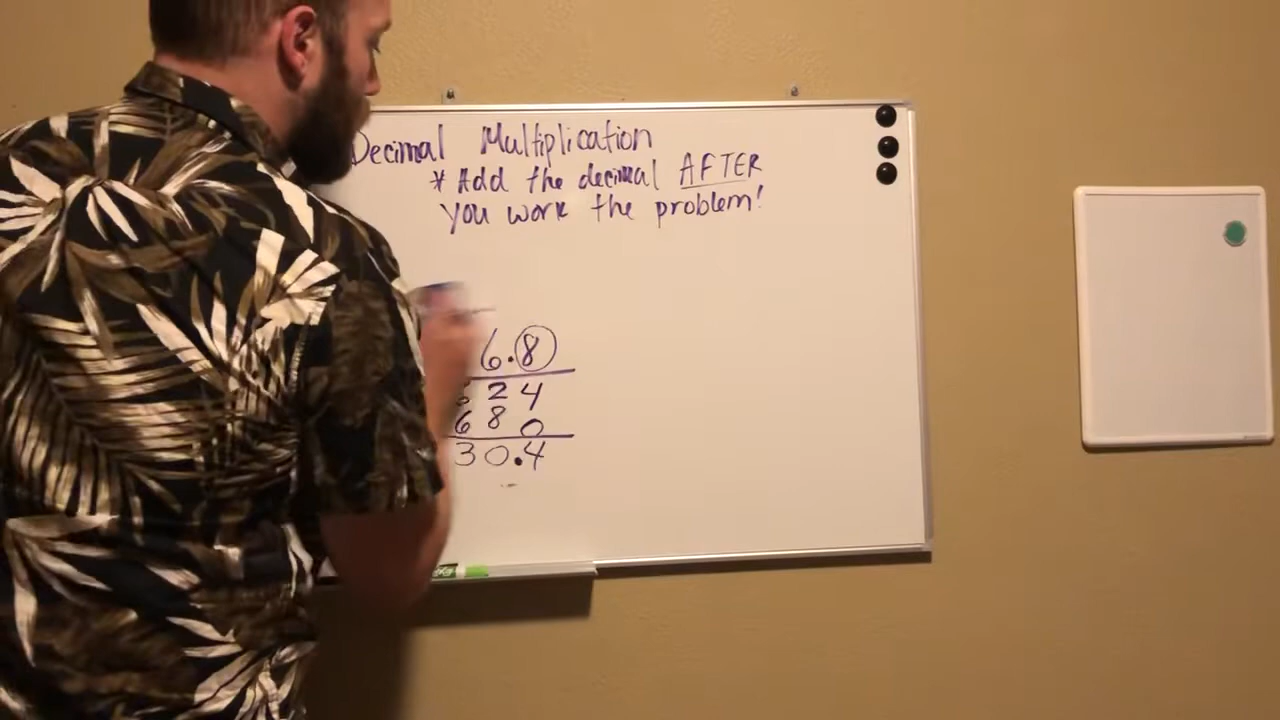 Decimal Multiplication
* Add the decimal AFTER
you work the problem!
6.8
24
680
30.4